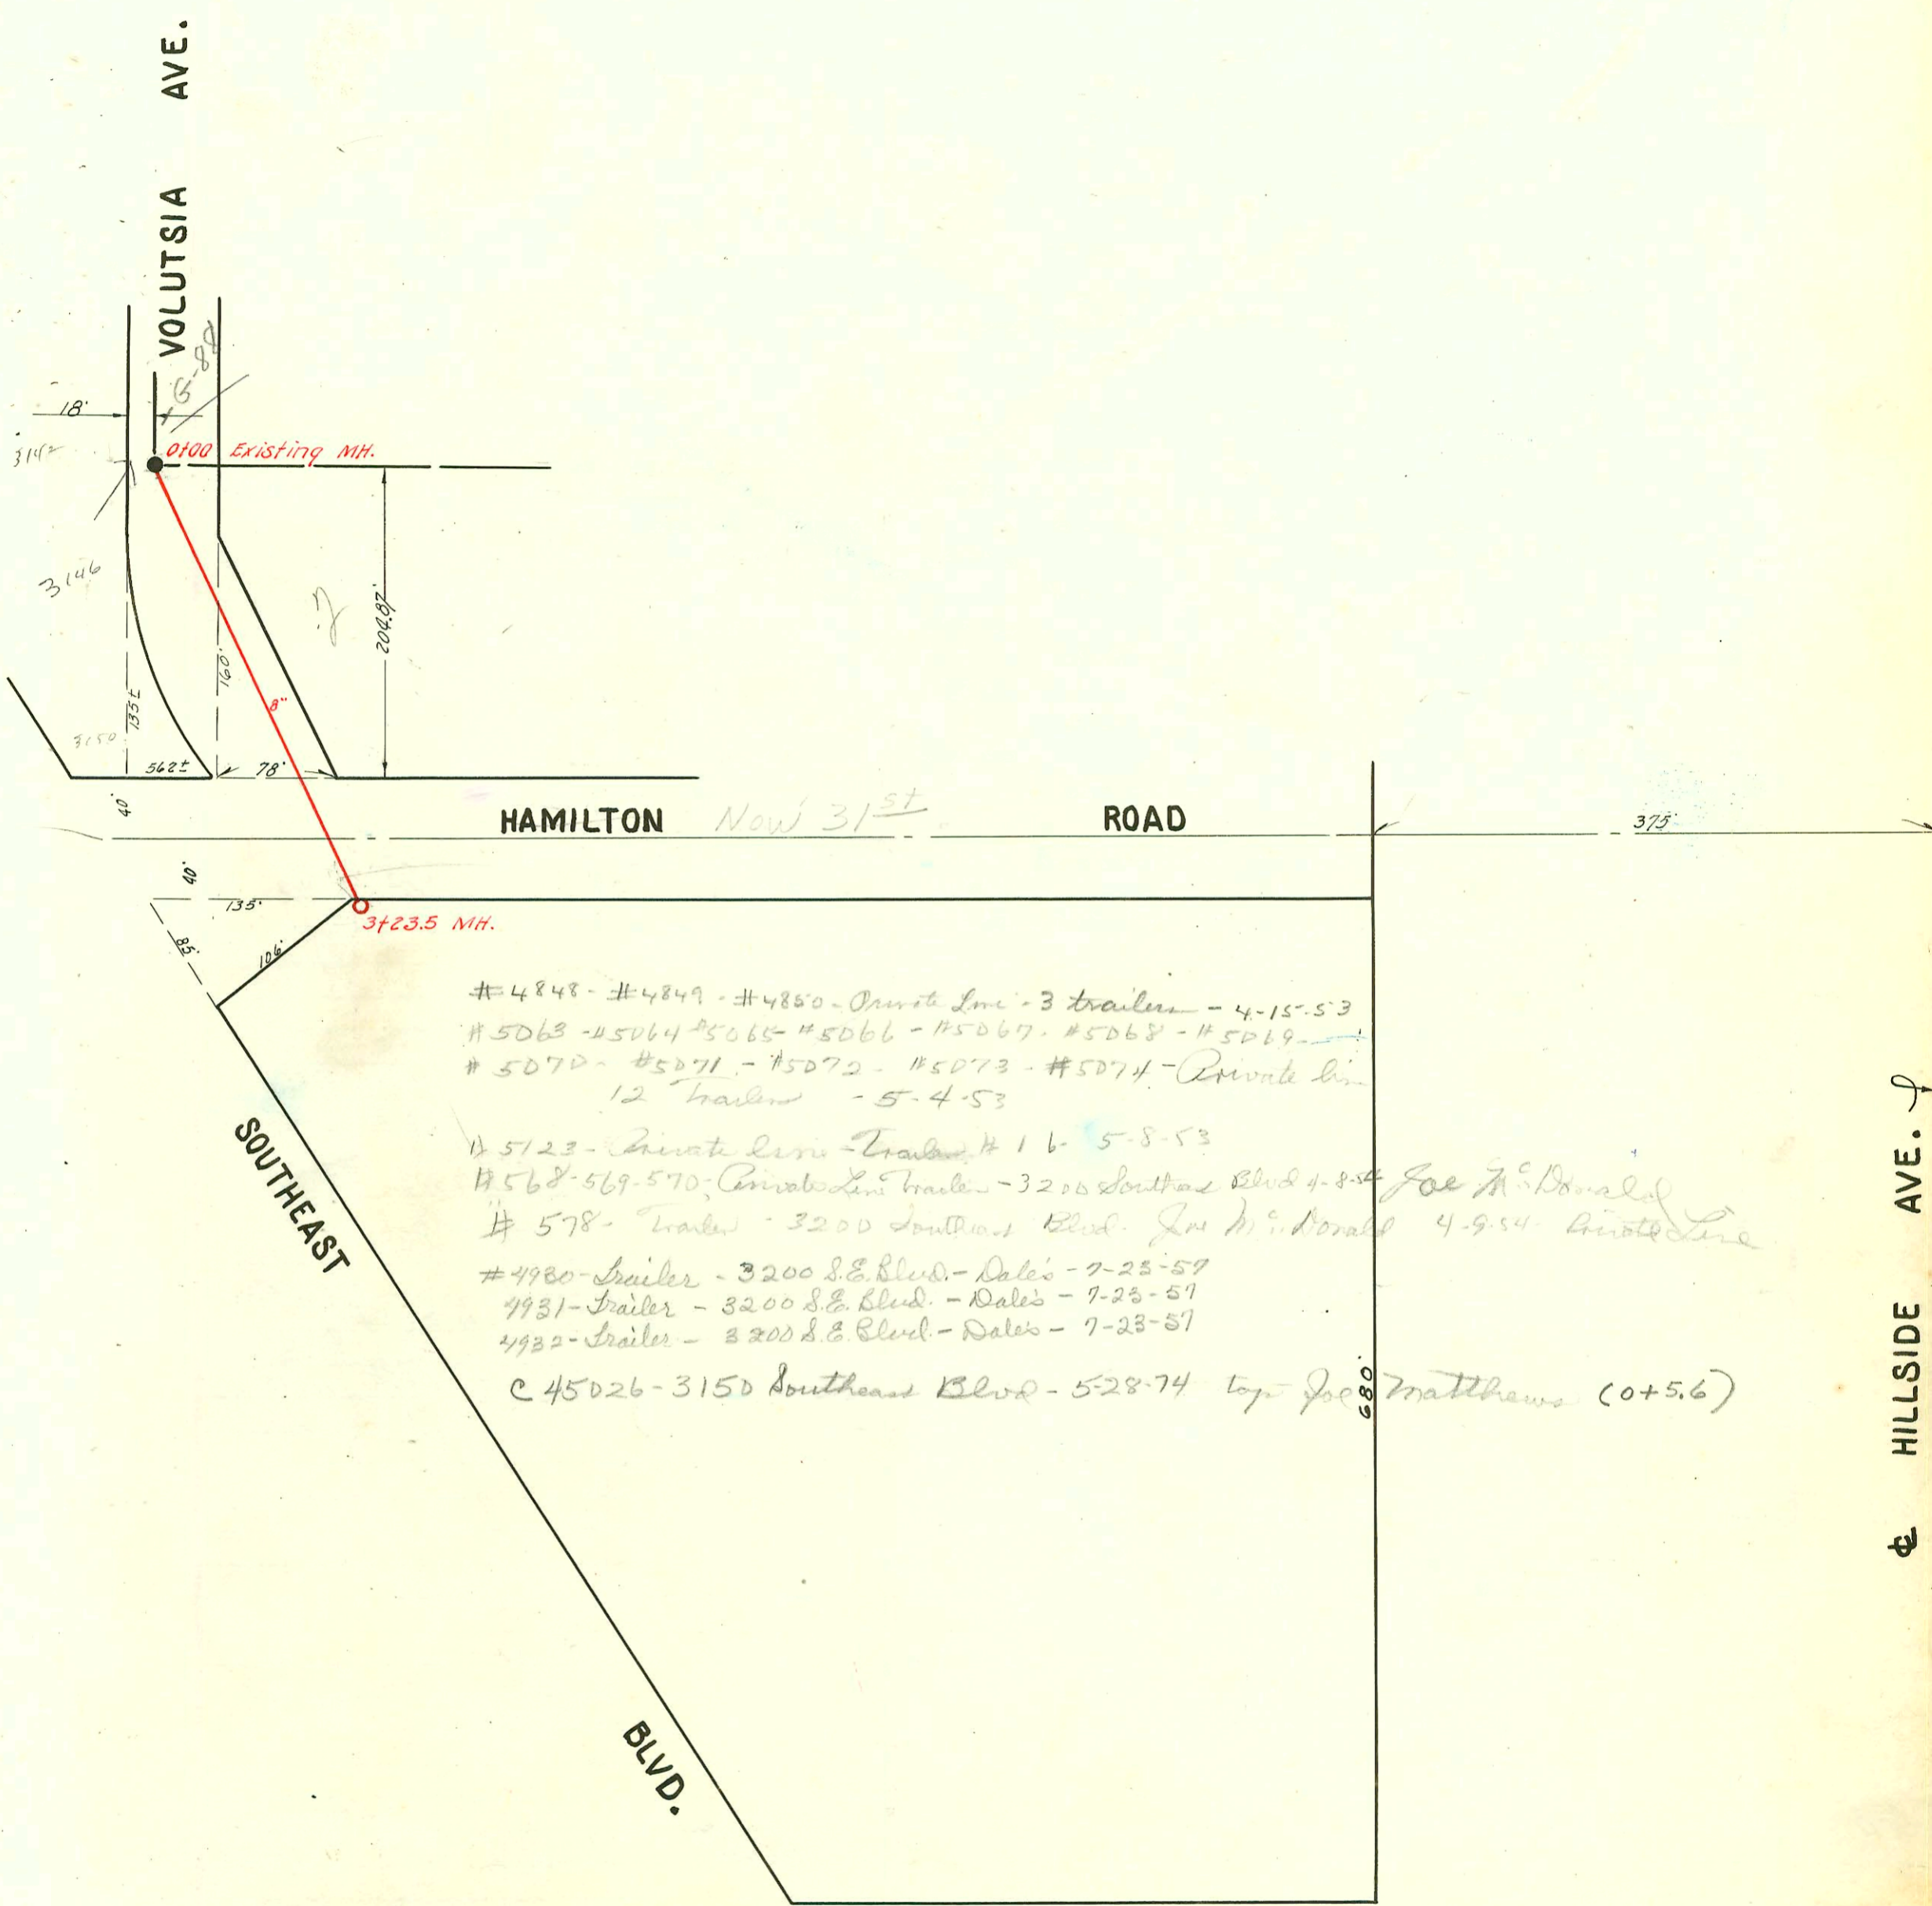 VOLUTSIA AVE.
G-88
18'
3142
0+00 Existing MH.
3146
204.87'
160'
135±
8"
3150
562±
78'
40'
HAMILTON Now 31st ROAD
375'
40'
135'
3+23.5 MH.
85'
106'
#4848 - #4849 - #4850 - Private Line - 3 trailers - 4-15-53
#5063 - #5064 #5065 - #5066 - #5067 - #5068 - #5069 -
#5070 - #5071 - #5072 - #5073 - #5074 - Private line
12 Trailers - 5-4-53
#5123 - Private line - Trailer #16 - 5-8-53
#568-569-570- Private Line Trailer - 3200 Southeast Blvd 4-8-54 Joe McDonald
#578 - Trailer - 3200 Southeast Blvd. Joe McDonald 4-9-54 Private Line
#4930 - Trailer - 3200 S.E. Blvd. - Dale's - 7-23-57
4931 - Trailer - 3200 S.E. Blvd. - Dale's - 7-23-57
4932 - Trailer - 3200 S.E. Blvd. - Dale's - 7-23-57
C 45026 - 3150 Southeast Blvd - 5-28-74 tap Joe Matthews (0+5.6)
680'
SOUTHEAST BLVD.
℄ HILLSIDE AVE.